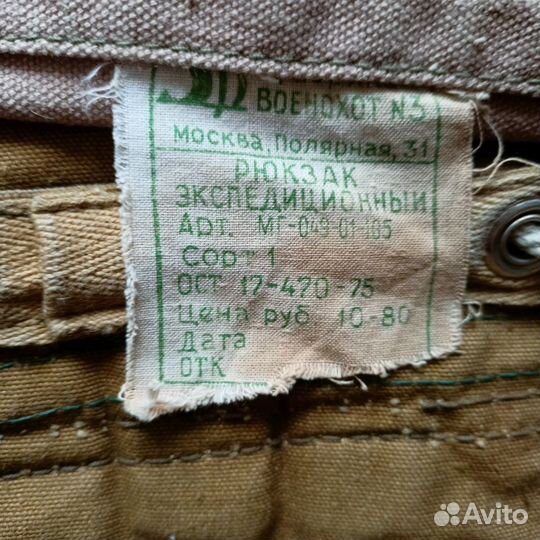 ВОЕНОХОТ N3
МОСКВА, ПОЛЯРНАЯ, 31
РЮКЗАК
ЭКСПЕДИЦИОННЫЙ
АРТ. МГ-049-01-105
СОРТ 1
ОСТ 17-470-75
ЦЕНА РУБ 10-80
ДАТА
ОТК
Avito